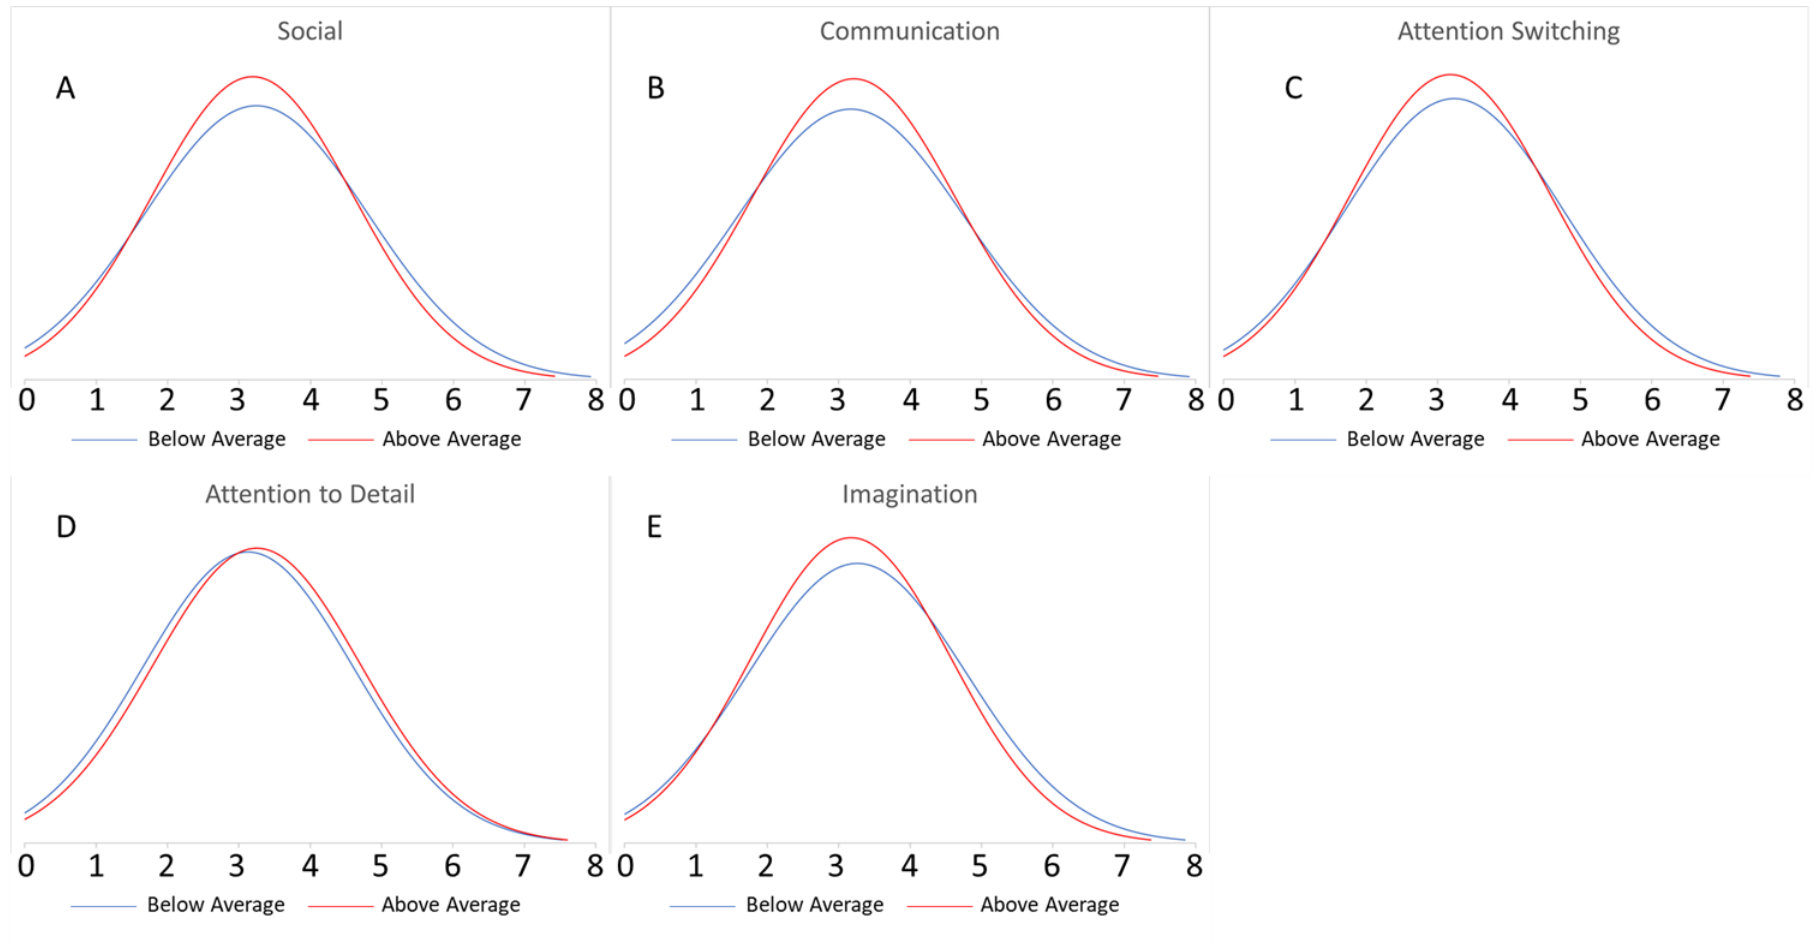 Social
A
0 1 2 3 4 5 6 7 8
Below Average Above Average
Communication
B
0 1 2 3 4 5 6 7 8
Below Average Above Average
Attention Switching
C
0 1 2 3 4 5 6 7 8
Below Average Above Average
Attention to Detail
D
0 1 2 3 4 5 6 7 8
Below Average Above Average
Imagination
E
0 1 2 3 4 5 6 7 8
Below Average Above Average